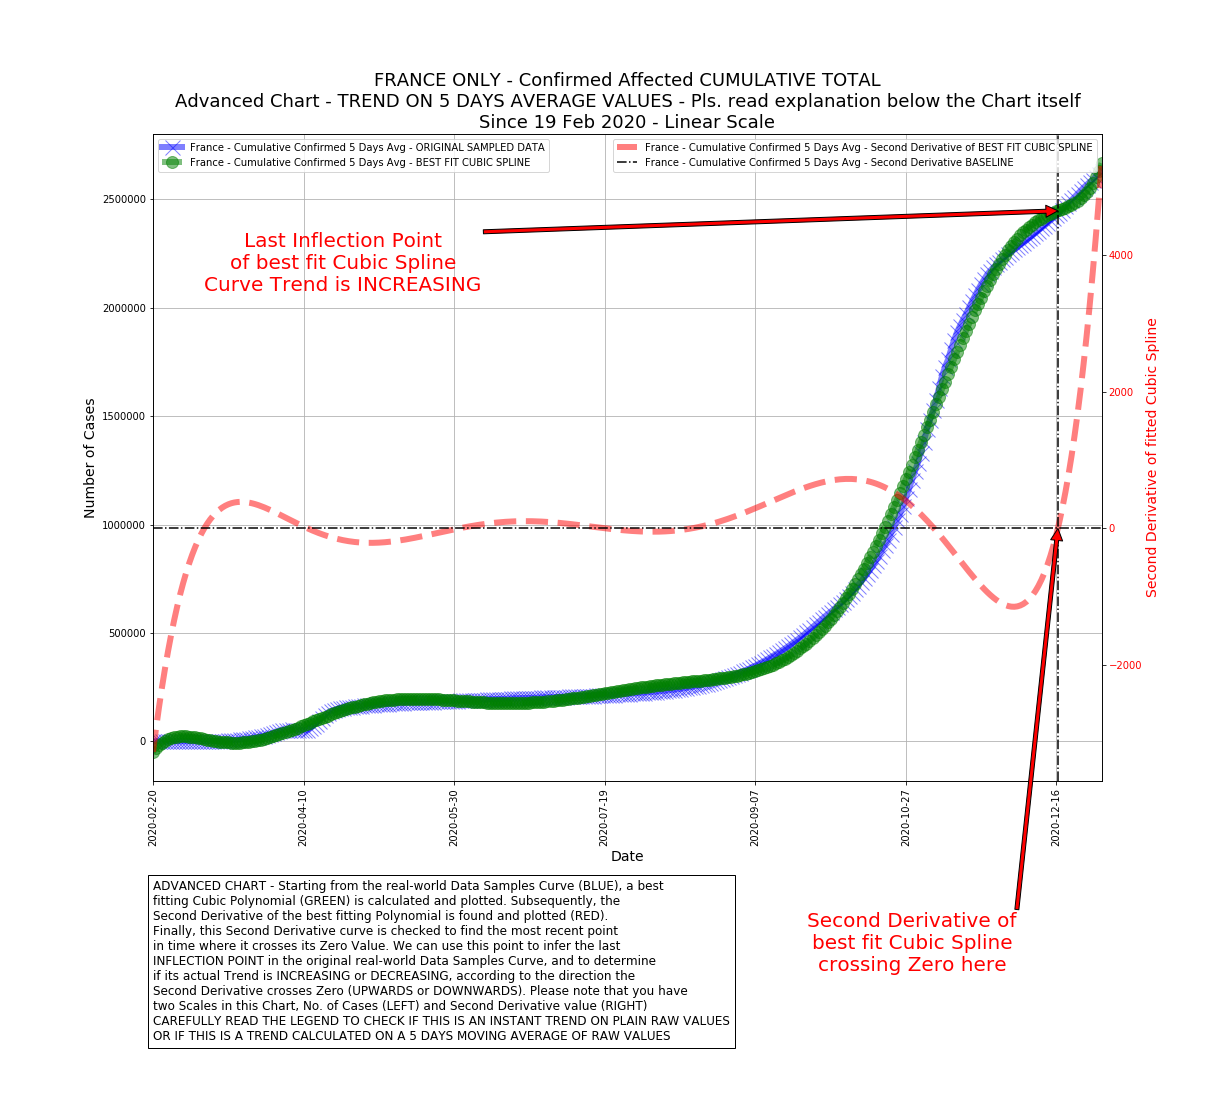 FRANCE ONLY - Confirmed Affected CUMULATIVE TOTAL
Advanced Chart - TREND ON 5 DAYS AVERAGE VALUES - Pls. read explanation below the Chart itself
Since 19 Feb 2020 - Linear Scale
France - Cumulative Confirmed 5 Days Avg - ORIGINAL SAMPLED DATA
France - Cumulative Confirmed 5 Days Avg - BEST FIT CUBIC SPLINE
France - Cumulative Confirmed 5 Days Avg - Second Derivative of BEST FIT CUBIC SPLINE
France - Cumulative Confirmed 5 Days Avg - Second Derivative BASELINE
Last Inflection Point
of best fit Cubic Spline
Curve Trend is INCREASING
Number of Cases
2500000
2000000
1500000
1000000
500000
0
Second Derivative of fitted Cubic Spline
4000
2000
0
−2000
2020-02-20
2020-04-10
2020-05-30
2020-07-19
2020-09-07
2020-10-27
2020-12-16
Date
ADVANCED CHART - Starting from the real-world Data Samples Curve (BLUE), a best
fitting Cubic Polynomial (GREEN) is calculated and plotted. Subsequently, the
Second Derivative of the best fitting Polynomial is found and plotted (RED).
Finally, this Second Derivative curve is checked to find the most recent point
in time where it crosses its Zero Value. We can use this point to infer the last
INFLECTION POINT in the original real-world Data Samples Curve, and to determine
if its actual Trend is INCREASING or DECREASING, according to the direction the
Second Derivative crosses Zero (UPWARDS or DOWNWARDS). Please note that you have
two Scales in this Chart, No. of Cases (LEFT) and Second Derivative value (RIGHT)
CAREFULLY READ THE LEGEND TO CHECK IF THIS IS AN INSTANT TREND ON PLAIN RAW VALUES
OR IF THIS IS A TREND CALCULATED ON A 5 DAYS MOVING AVERAGE OF RAW VALUES
Second Derivative of
best fit Cubic Spline
crossing Zero here